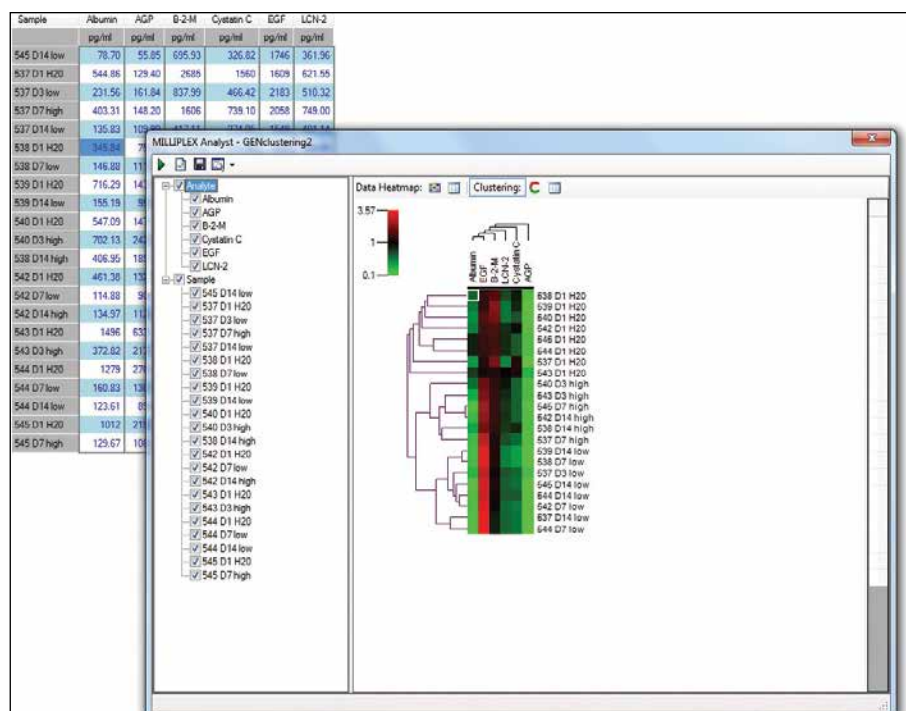 Sample Albumin AGP B-2-M Cystatin C EGF LCN-2
pg/ml pg/ml pg/ml pg/ml pg/ml pg/ml
545 D14 low 78.70 55.85 695.93 326.82 1746 361.96
537 D1 H20 544.86 129.40 2685 1560 1609 621.55
537 D3 low 231.56 161.84 837.99 466.42 2183 510.32
537 D7 high 403.31 148.20 1606 739.10 2058 749.00
537 D14 low 135.83
538 D1 H20 345.84
538 D7 low 146.88
539 D1 H20 716.29
539 D14 low 155.19
540 D1 H20 547.09
540 D3 high 702.13
538 D14 high 406.95
542 D1 H20 461.38
542 D7 low 114.88
542 D14 high 134.97
543 D1 H20 1496
543 D3 high 372.82
544 D1 H20 1279
544 D7 low 160.83
544 D14 low 123.61
545 D1 H20 1012
545 D7 high 129.67
MILLIPLEX Analyst - GENclustering2
Analyte
Albumin
AGP
B-2-M
Cystatin C
EGF
LCN-2
Sample
545 D14 low
537 D1 H20
537 D3 low
537 D7 high
537 D14 low
538 D1 H20
538 D7 low
539 D1 H20
539 D14 low
540 D1 H20
540 D3 high
538 D14 high
542 D1 H20
542 D7 low
542 D14 high
543 D1 H20
543 D3 high
544 D1 H20
544 D7 low
544 D14 low
545 D1 H20
545 D7 high
Data Heatmap: Clustering:
3.57
1
0.1
Albumin
EGF
B-2-M
LCN-2
Cystatin C
AGP
538 D1 H20
539 D1 H20
540 D1 H20
542 D1 H20
545 D1 H20
544 D1 H20
537 D1 H20
543 D1 H20
540 D3 high
543 D3 high
545 D7 high
542 D14 high
538 D14 high
537 D7 high
539 D14 low
538 D7 low
537 D3 low
545 D14 low
544 D14 low
542 D7 low
537 D14 low
544 D7 low